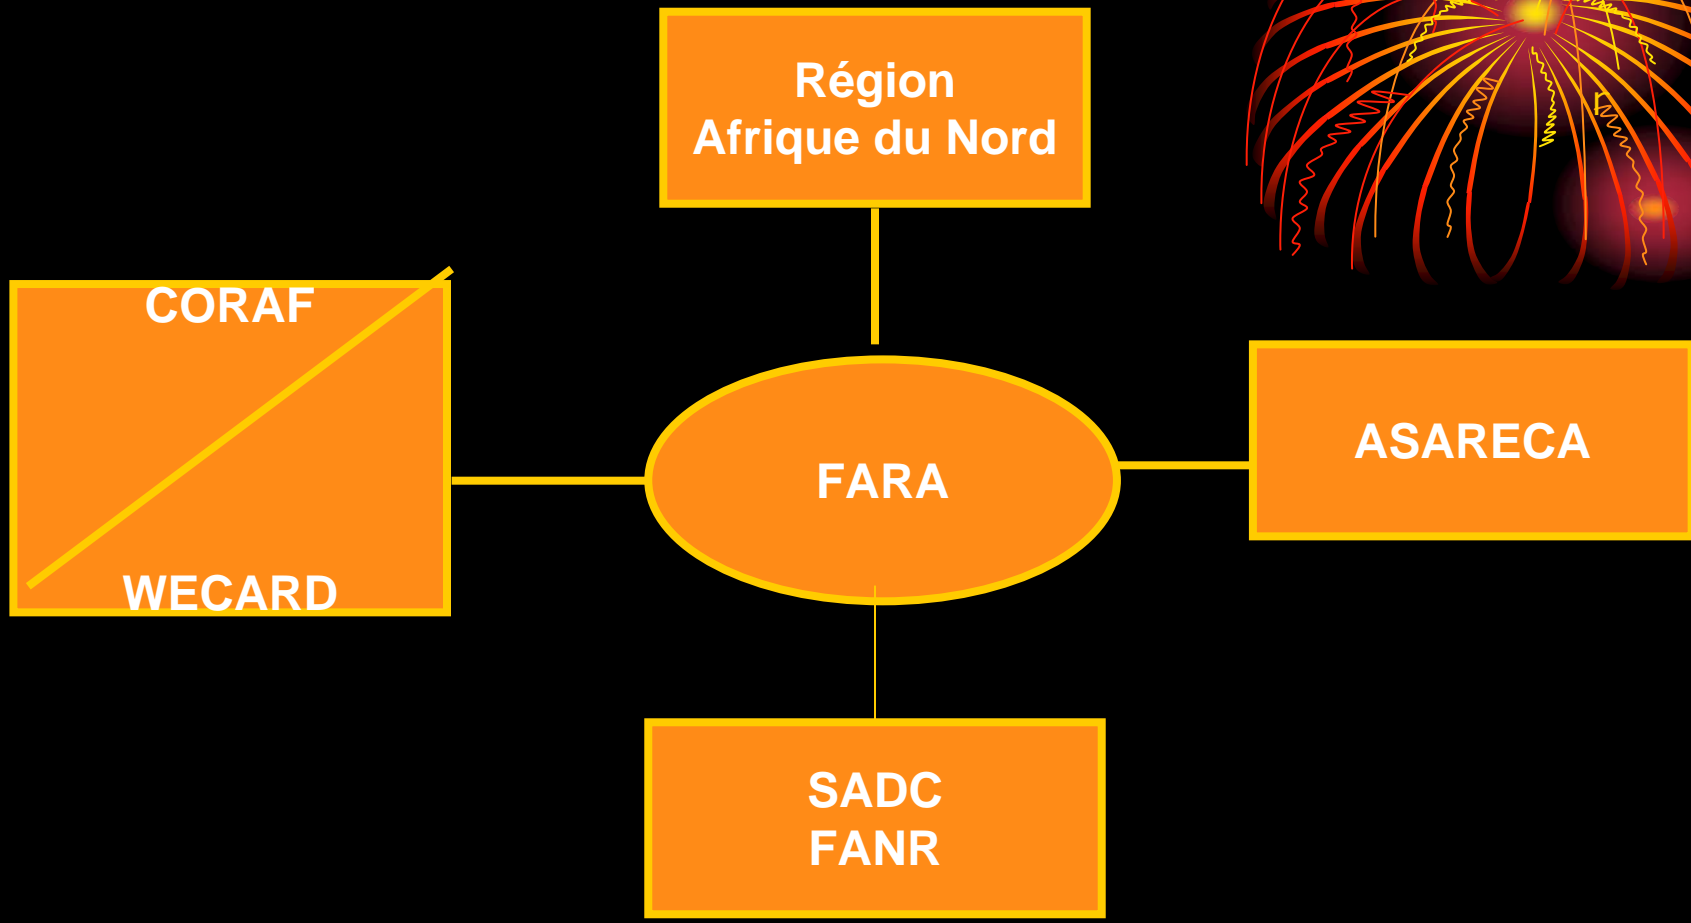 Région
Afrique du Nord
r
CORAF
WECARD
FARA
ASARECA
SADC
FANR